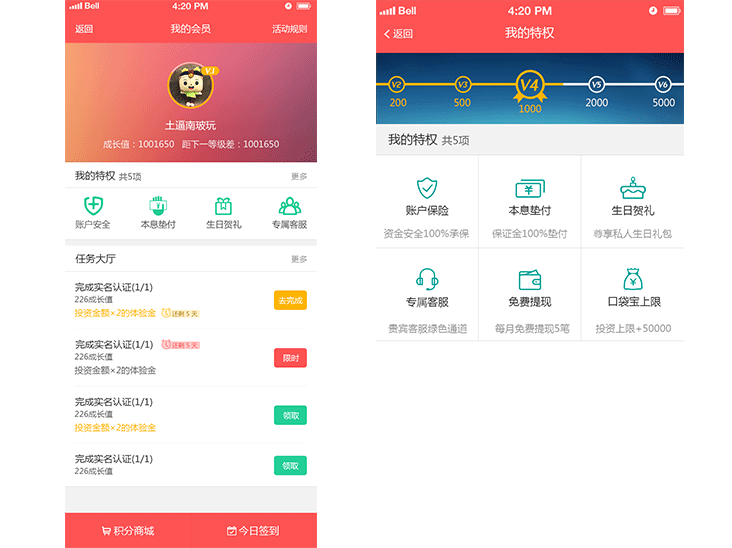 Bell 4:20 PM
返回 我的会员 活动规则
V3
土逼南玻玩
成长值：1001650 距下一等级差：1001650
我的特权 共5项 更多
账户安全 本息垫付 生日贺礼 专属客服
任务大厅 更多
完成实名认证(1/1)
226成长值
投资金额×2的体验金 还剩 5 天
去完成
完成实名认证(1/1) 还剩 5 天
226成长值
投资金额×2的体验金
限时
完成实名认证(1/1)
226成长值
投资金额×2的体验金
领取
完成实名认证(1/1)
226成长值
领取
积分商城 今日签到
Bell 4:20 PM
返回 我的特权
V2 V3 V4 V5 V6
200 500 1000 2000 5000
我的特权 共5项
账户保险 本息垫付 生日贺礼
资金安全100%承保 保证金100%垫付 尊享私人生日礼包
专属客服 免费提现 口袋宝上限
贵宾客服绿色通道 每月免费提现5笔 投资上限+50000